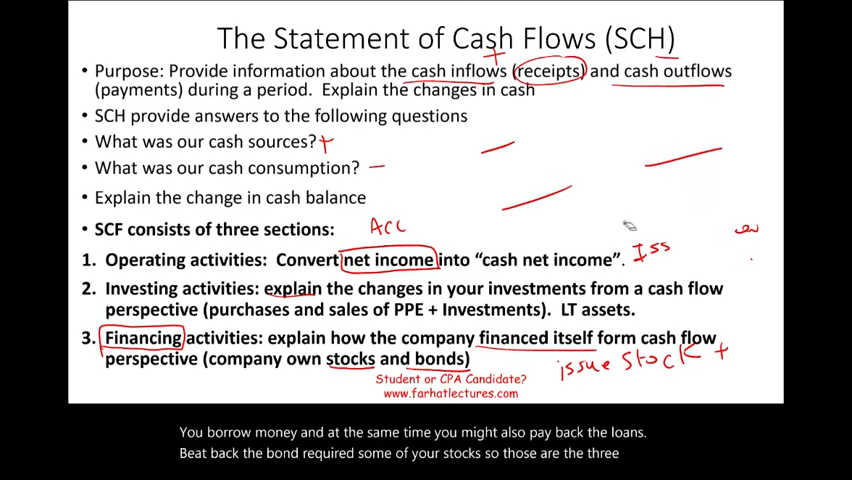 The Statement of Cash Flows (SCH)
+
• Purpose: Provide information about the cash inflows (receipts) and cash outflows
(payments) during a period. Explain the changes in cash
• SCH provide answers to the following questions
• What was our cash sources? +
• What was our cash consumption? –
• Explain the change in cash balance
• SCF consists of three sections: ACC
1. Operating activities: Convert net income into “cash net income”. Iss
2. Investing activities: explain the changes in your investments from a cash flow
perspective (purchases and sales of PPE + Investments). LT assets.
3. Financing activities: explain how the company financed itself form cash flow
perspective (company own stocks and bonds) issue Stock +
Student or CPA Candidate?
www.farhatlectures.com
You borrow money and at the same time you might also pay back the loans.
Beat back the bond required some of your stocks so those are the three